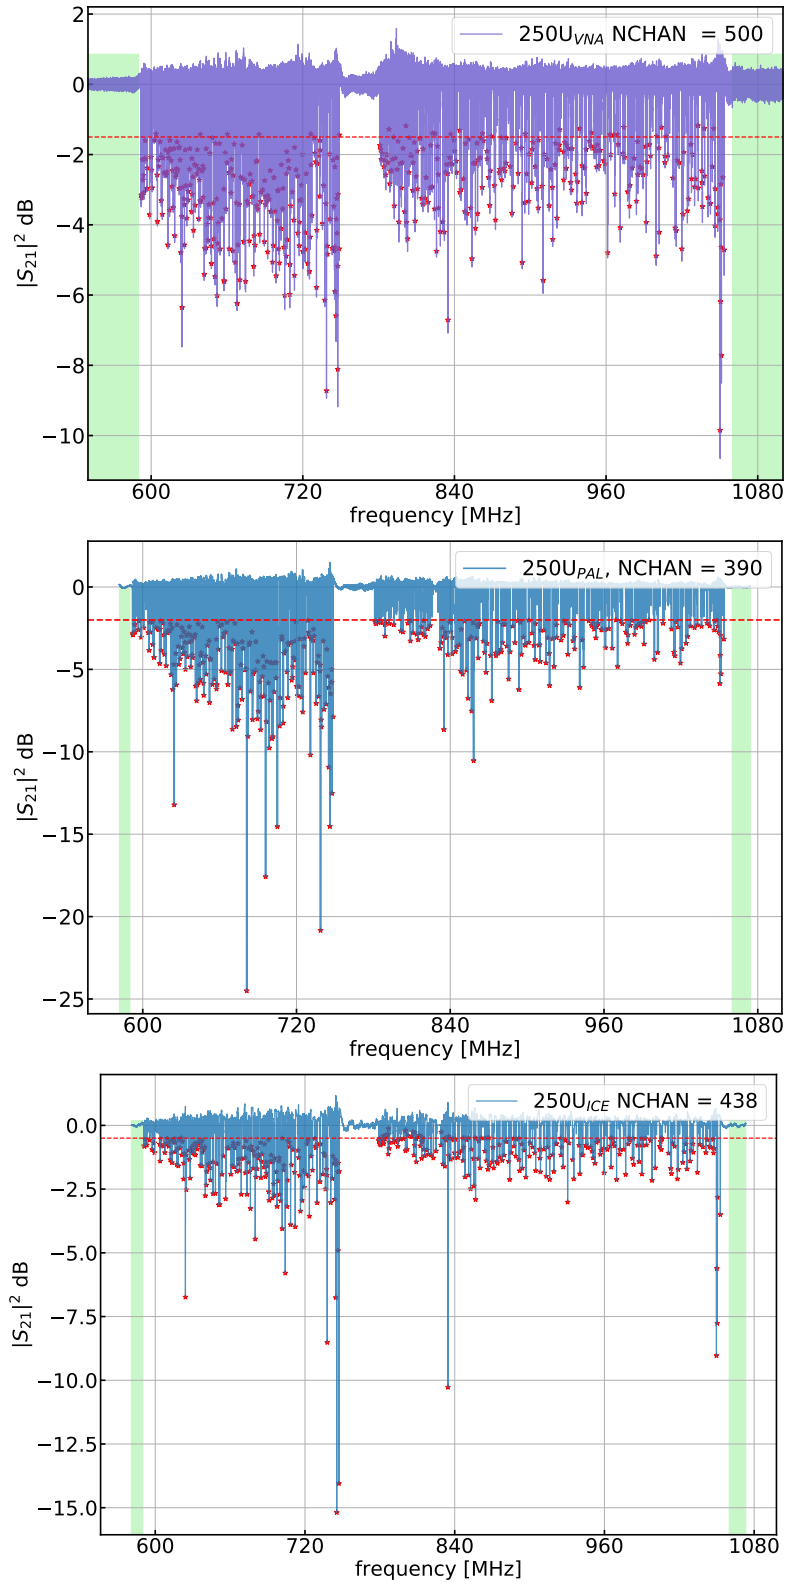 250U_VNA NCHAN = 500
2
0
−2
−4
−6
−8
−10
|S_21|^2 dB
600 720 840 960 1080
frequency [MHz]
250U_PAL, NCHAN = 390
0
−5
−10
−15
−20
−25
|S_21|^2 dB
600 720 840 960 1080
frequency [MHz]
250U_ICE NCHAN = 438
0.0
−2.5
−5.0
−7.5
−10.0
−12.5
−15.0
|S_21|^2 dB
600 720 840 960 1080
frequency [MHz]